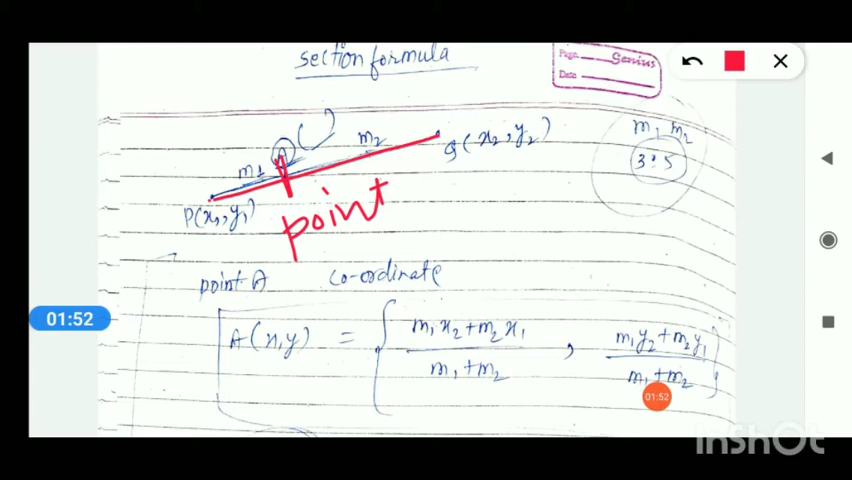 section formula
Page Genius
Date
m1 A ( ) m2 Q(x2, y2)
m1 m2
3:5
P(x1, y1)
point
point A co-ordinate
A(x,y) = { m1x2+m2x1 / m1+m2 , m1y2+m2y1 / m1+m2 }
01:52
01:52
InShOt